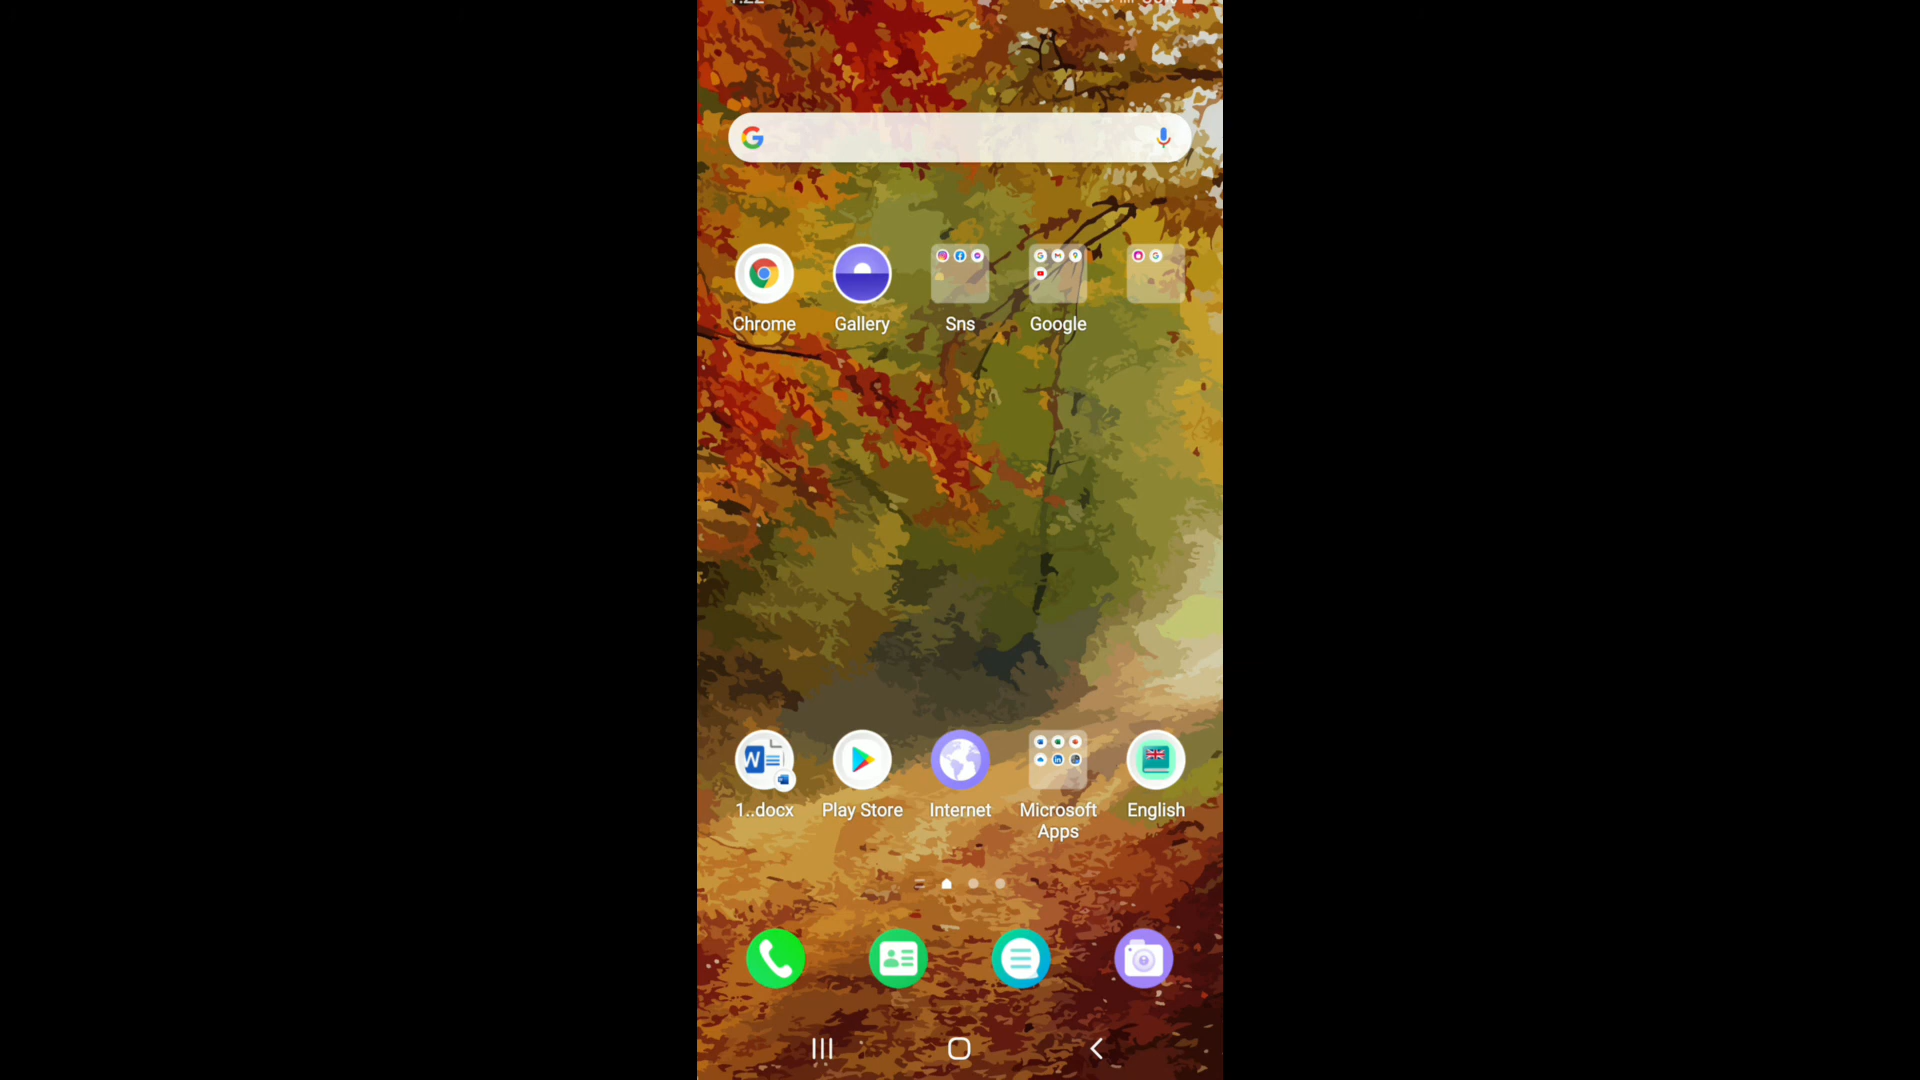 Chrome
Gallery
Sns
Google
1..docx
Play Store
Internet
Microsoft
Apps
English